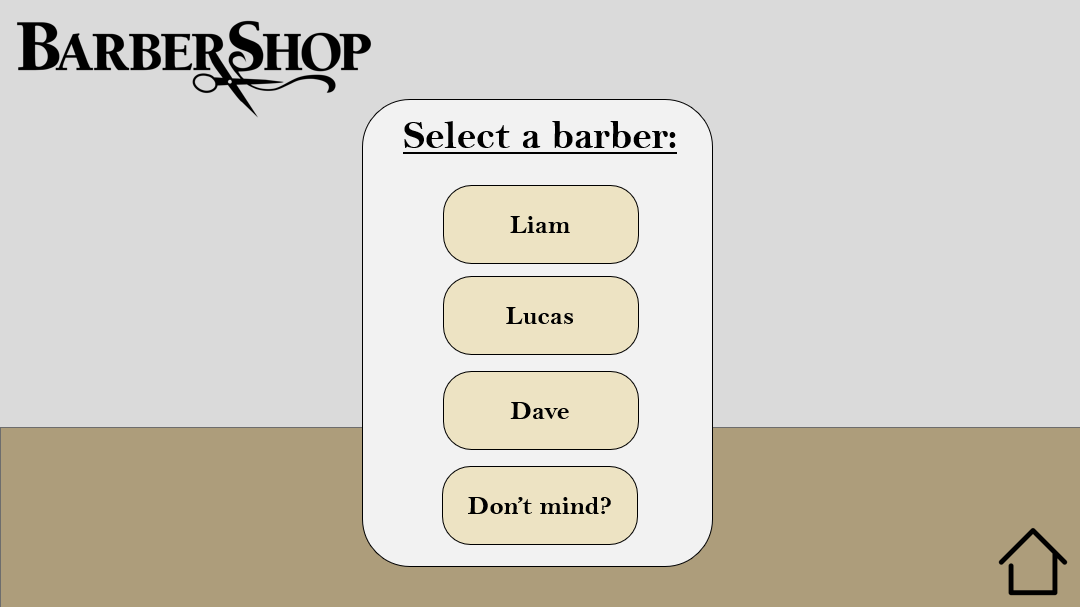 BARBERSHOP
Select a barber:
Liam
Lucas
Dave
Don't mind?